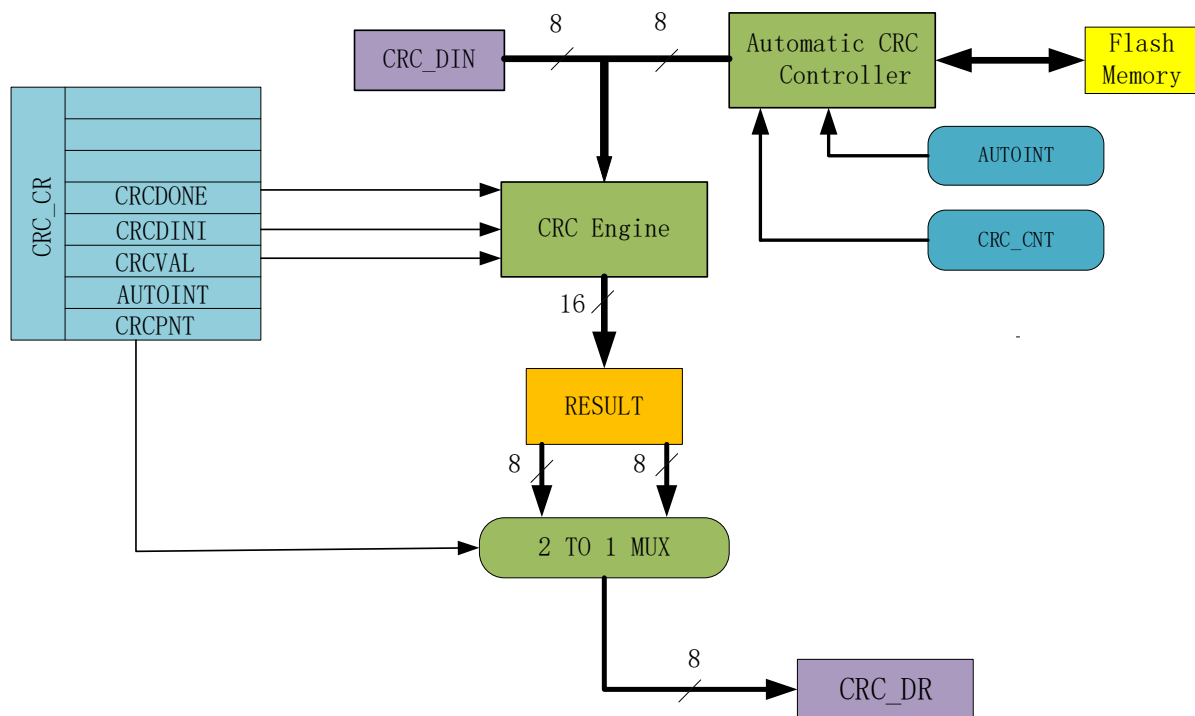 8
8
CRC_DIN
Automatic CRC
Controller
Flash
Memory
AUTOINT
CRC_CNT
CRC_CR
CRCDONE
CRCDINI
CRCVAL
AUTOINT
CRCPNT
CRC Engine
16
RESULT
8
8
2 TO 1 MUX
8
CRC_DR